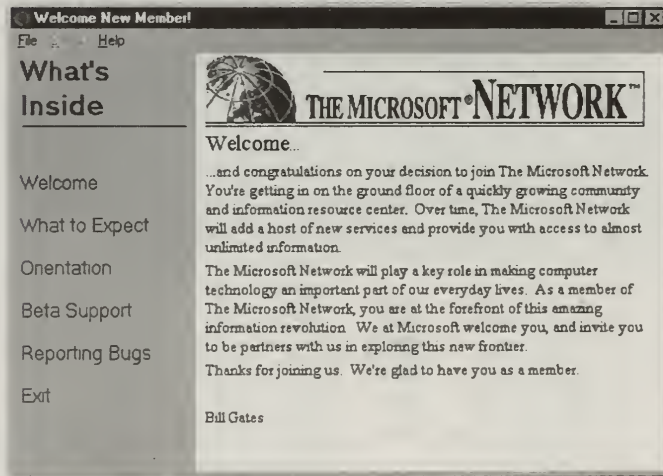 Welcome New Member!
File Help
What's
Inside
Welcome
What to Expect
Orientation
Beta Support
Reporting Bugs
Exit
THE MICROSOFT® NETWORK™
Welcome...
...and congratulations on your decision to join The Microsoft Network.
You're getting in on the ground floor of a quickly growing community
and information resource center. Over time, The Microsoft Network
will add a host of new services and provide you with access to almost
unlimited information.
The Microsoft Network will play a key role in making computer
technology an important part of our everyday lives. As a member of
The Microsoft Network, you are at the forefront of this amazing
information revolution. We at Microsoft welcome you, and invite you
to be partners with us in exploring this new frontier.
Thanks for joining us. We're glad to have you as a member.
Bill Gates